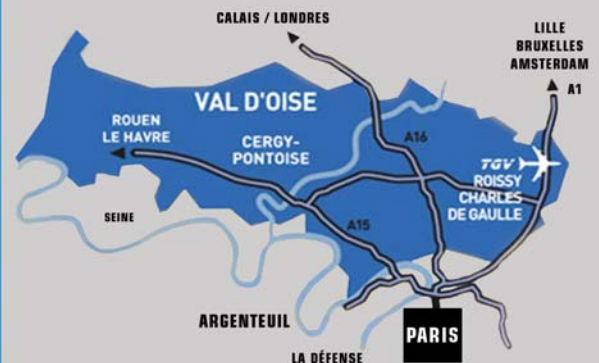 CALAIS / LONDRES
LILLE
BRUXELLES
AMSTERDAM
A1
VAL D'OISE
ROUEN
LE HAVRE
CERGY-
PONTOISE
A16
TGV
ROISSY
CHARLES
DE GAULLE
SEINE
A15
ARGENTEUIL
PARIS
LA DÉFENSE